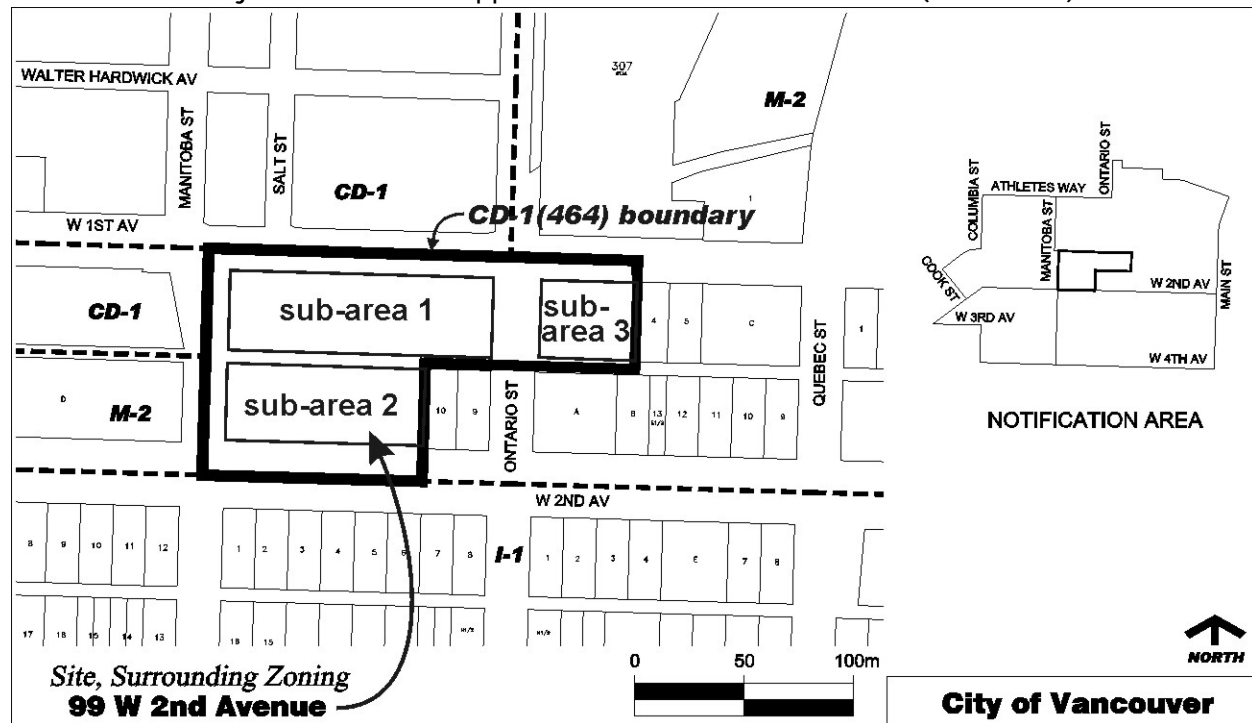 307
WALTER HARDWICK AV
M-2
MANITOBA ST
SALT ST
CD-1
1
W 1ST AV
CD-1(464) boundary
CD-1
sub-area 1
sub-
area 3
4
5
C
QUEBEC ST
1
D
M-2
sub-area 2
10
9
ONTARIO ST
A
8
13
12
11
10
9
W 2ND AV
8
9
10
11
12
1
2
3
4
5
6
7
8
I-1
1
2
3
4
E
7
8
17
18
15
14
13
16
15
Site, Surrounding Zoning
99 W 2nd Avenue
0
50
100m
COLUMBIA ST
ATHLETES WAY
ONTARIO ST
MANITOBA ST
COOK ST
W 2ND AV
MAIN ST
W 3RD AV
W 4TH AV
NOTIFICATION AREA
NORTH
City of Vancouver